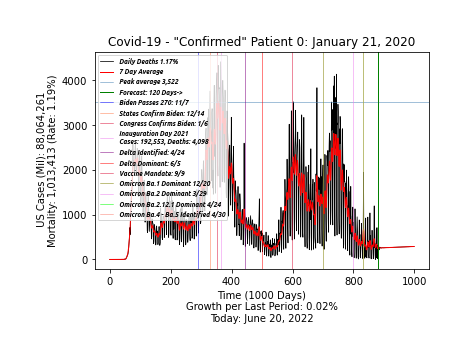 Covid-19 - "Confirmed" Patient 0: January 21, 2020
US Cases (Mil): 88,064,261
Mortality: 1,013,413 (Rate: 1.19%)
4000
3000
2000
1000
0
Daily Deaths 1.17%
7 Day Average
Peak average 3,522
Forecast: 120 Days->
Biden Passes 270: 11/7
States Confirm Biden: 12/14
Congress Confirms Biden: 1/6
Inauguration Day 2021
Cases: 192,553, Deaths: 4,098
Delta Identified: 4/24
Delta Dominant: 6/5
Vaccine Mandate: 9/9
Omicron Ba.1 Dominant 12/20
Omicron Ba.2 Dominant 3/29
Omicron Ba.2.12.1 Dominant 4/24
Omicron Ba.4 - Ba.5 Identified 4/30
0 200 400 600 800 1000
Time (1000 Days)
Growth per Last Period: 0.02%
Today: June 20, 2022